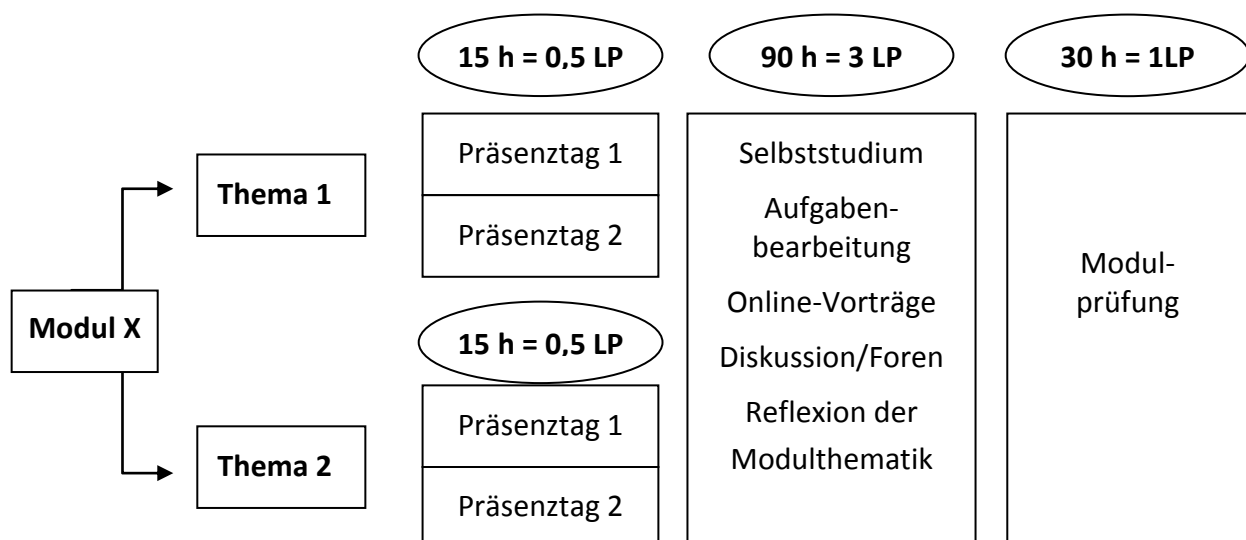 15 h = 0,5 LP
90 h = 3 LP
30 h = 1LP
Modul X
Thema 1
Präsenztag 1
Präsenztag 2
15 h = 0,5 LP
Thema 2
Präsenztag 1
Präsenztag 2
Selbststudium
Aufgaben-
bearbeitung
Online-Vorträge
Diskussion/Foren
Reflexion der
Modulthematik
Modul-
prüfung